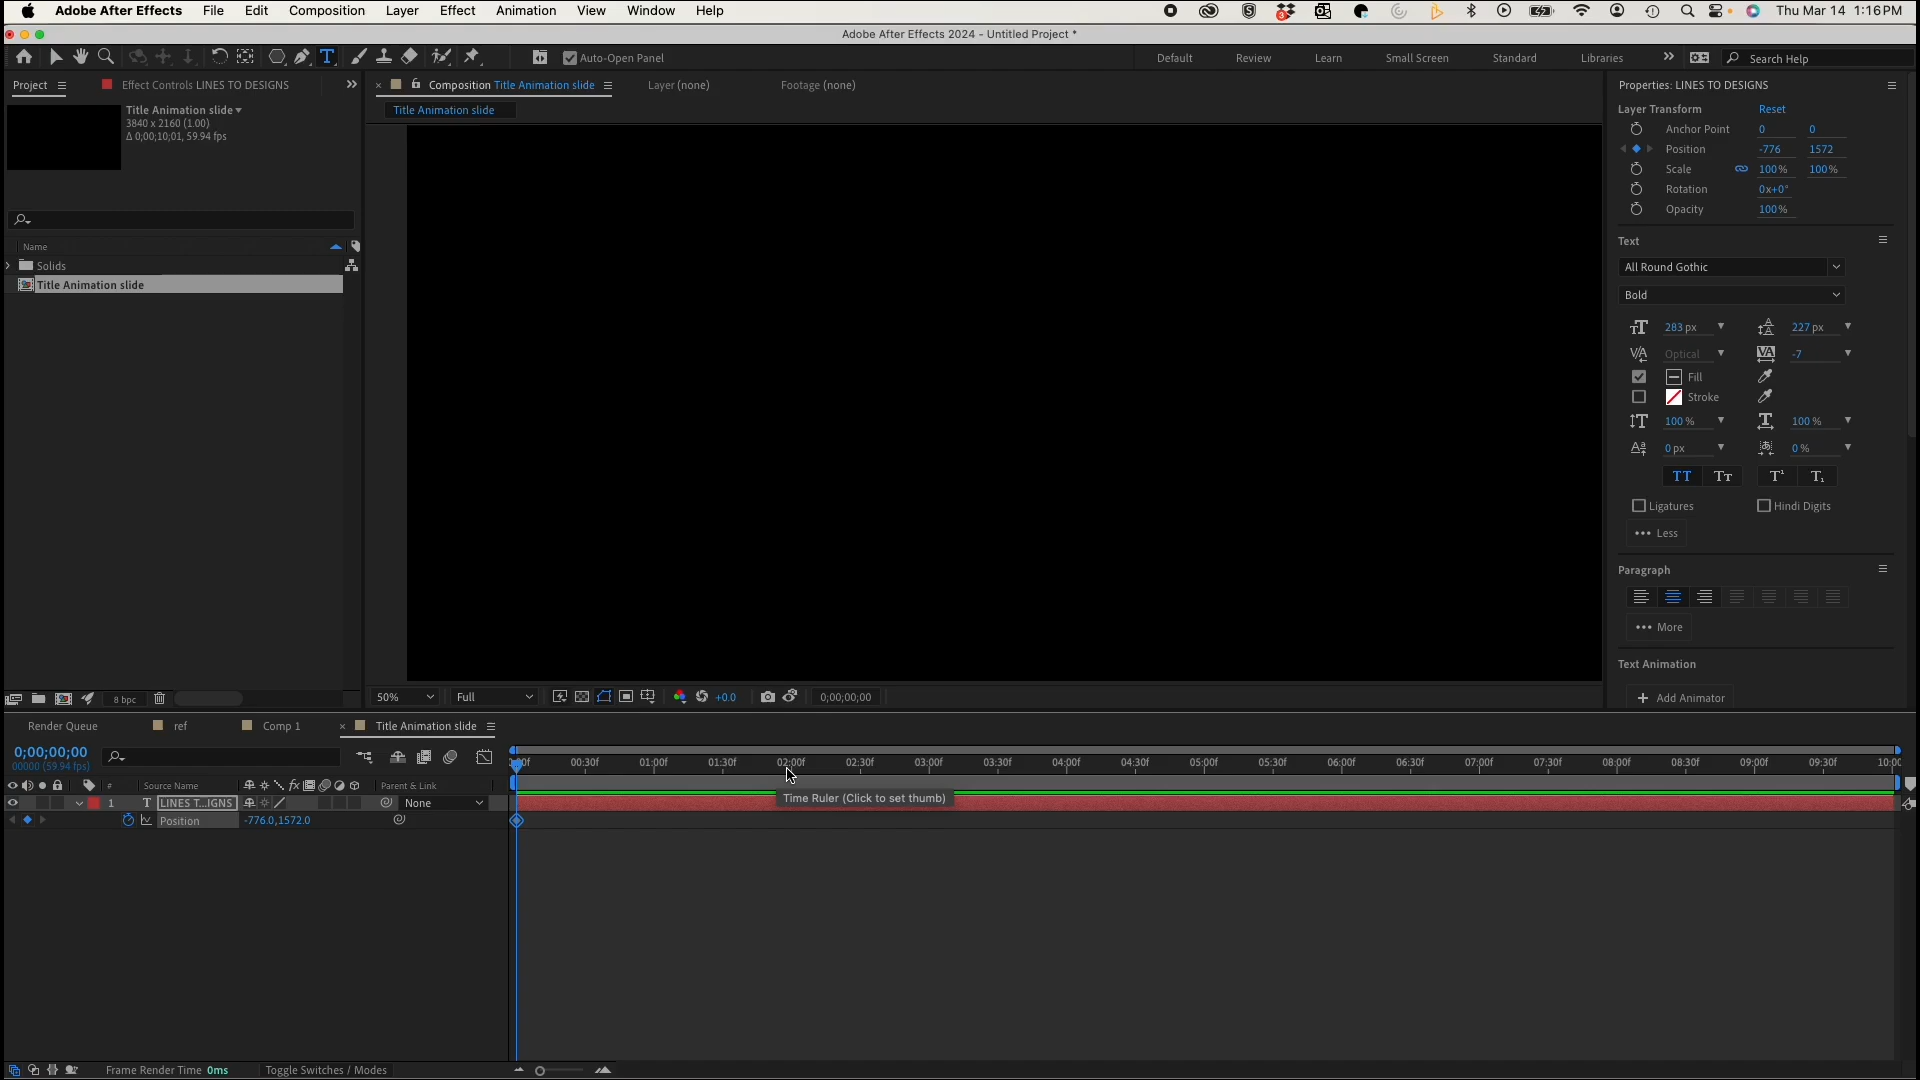 Adobe After Effects File Edit Composition Layer Effect Animation View Window Help
3
Thu Mar 14 1:16 PM
Adobe After Effects 2024 - Untitled Project *
Auto-Open Panel
Default Review Learn Small Screen Standard Libraries
Search Help
Project
Effect Controls LINES TO DESIGNS
Composition Title Animation slide
Layer (none)
Footage (none)
Title Animation slide
Title Animation slide
3840 x 2160 (1.00)
Δ 0;00;10;01, 59.94 fps
Name
Solids
Title Animation slide
8 bpc
50%
Full
+0.0
0;00;00;00
Properties: LINES TO DESIGNS
Layer Transform Reset
Anchor Point 0 0
Position -776 1572
Scale 100% 100%
Rotation 0x+0°
Opacity 100%
Text
All Round Gothic
Bold
283 px 227 px
Optical -7
Fill
Stroke
100 % 100 %
0 px 0 %
Ligatures Hindi Digits
Less
Paragraph
More
Text Animation
Add Animator
Render Queue ref Comp 1 Title Animation slide
0;00;00;00
00000 (59.94 fps)
00:30f 01:00f 01:30f 02:00f 02:30f 03:00f 03:30f 04:00f 04:30f 05:00f 05:30f 06:00f 06:30f 07:00f 07:30f 08:00f 08:30f 09:00f 09:30f
# Source Name Parent & Link
1 T LINES T...IGNS None
Time Ruler (Click to set thumb)
Position -776.0,1572.0
Frame Render Time 0ms Toggle Switches / Modes